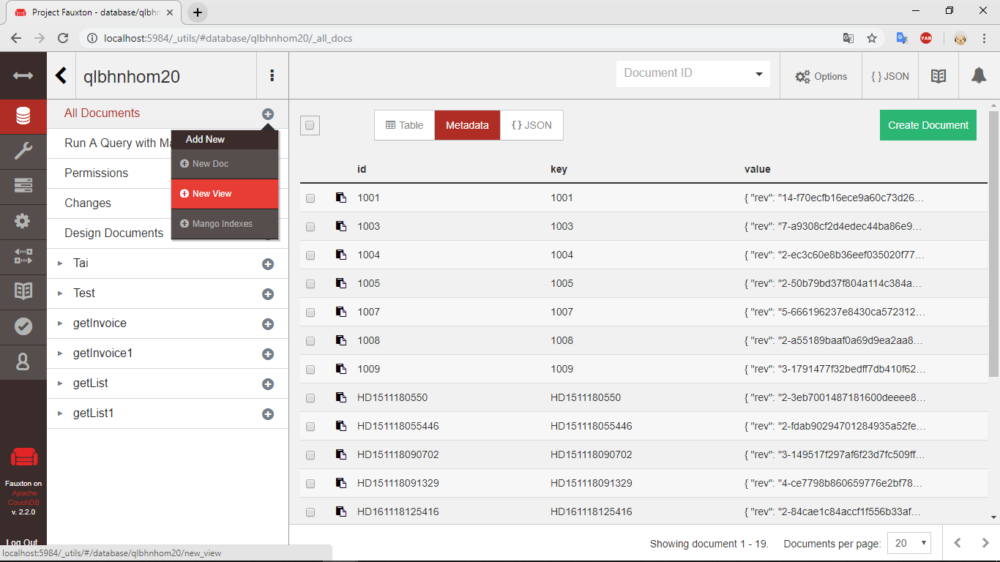 Project Fauxton - database/qlbhn
localhost:5984/_utils/#database/qlbhnhom20/_all_docs
YAB
qlbhnhom20
Document ID
Options
{ } JSON
All Documents
Run A Query with Ma
Permissions
Changes
Design Documents
Add New
New Doc
New View
Mango Indexes
Tai
Test
getInvoice
getInvoice1
getList
getList1
Table
Metadata
{ } JSON
Create Document
id key value
1001 1001 { "rev": "14-f70ecfb16ece9a60c73d26...
1003 1003 { "rev": "7-a9308cf2d4edec44ba86e9...
1004 1004 { "rev": "2-ec3c60e8b36eef035020f77...
1005 1005 { "rev": "2-50b79bd37f804a114c384a...
1007 1007 { "rev": "5-666196237e8430ca572312...
1008 1008 { "rev": "2-a55189baaf0a69d9ea2aa8...
1009 1009 { "rev": "3-1791477f32bedff7db410f62...
HD1511180550 HD1511180550 { "rev": "2-3eb7001487181600deeee8...
HD151118055446 HD151118055446 { "rev": "2-fdab90294701284935a52fe...
HD151118090702 HD151118090702 { "rev": "3-149517f297af6f23d7fc509ff...
HD151118091329 HD151118091329 { "rev": "4-ce7798b860659776e2bf78...
HD161118125416 HD161118125416 { "rev": "2-84cae1c84accf1f556b33af...
Fauxton on
Apache
CouchDB
v. 2.2.0
Log Out
Showing document 1 - 19.
Documents per page:
20
localhost:5984/_utils/#/database/qlbhnhom20/new_view